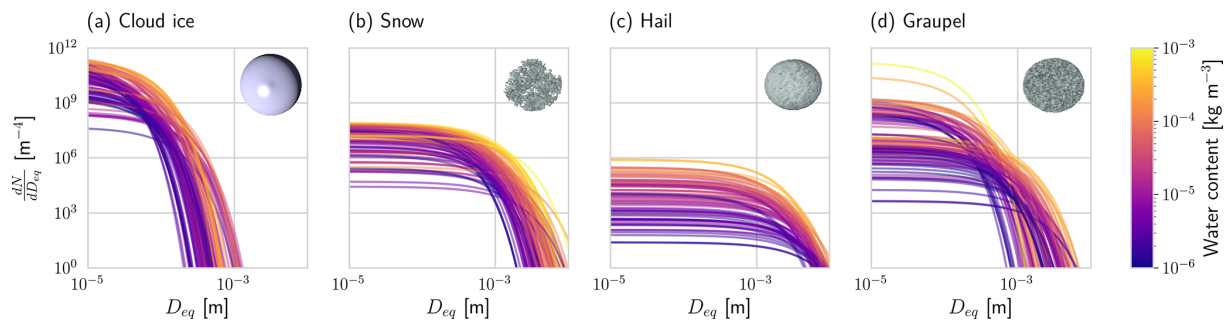 (a) Cloud ice
(b) Snow
(c) Hail
(d) Graupel
10^12
10^9
10^6
10^3
10^0
dN/dD_eq [m^−4]
10^−5 10^−3
10^−5 10^−3
10^−5 10^−3
10^−5 10^−3
D_eq [m]
D_eq [m]
D_eq [m]
D_eq [m]
10^−3
10^−4
10^−5
10^−6
Water content [kg m^−3]